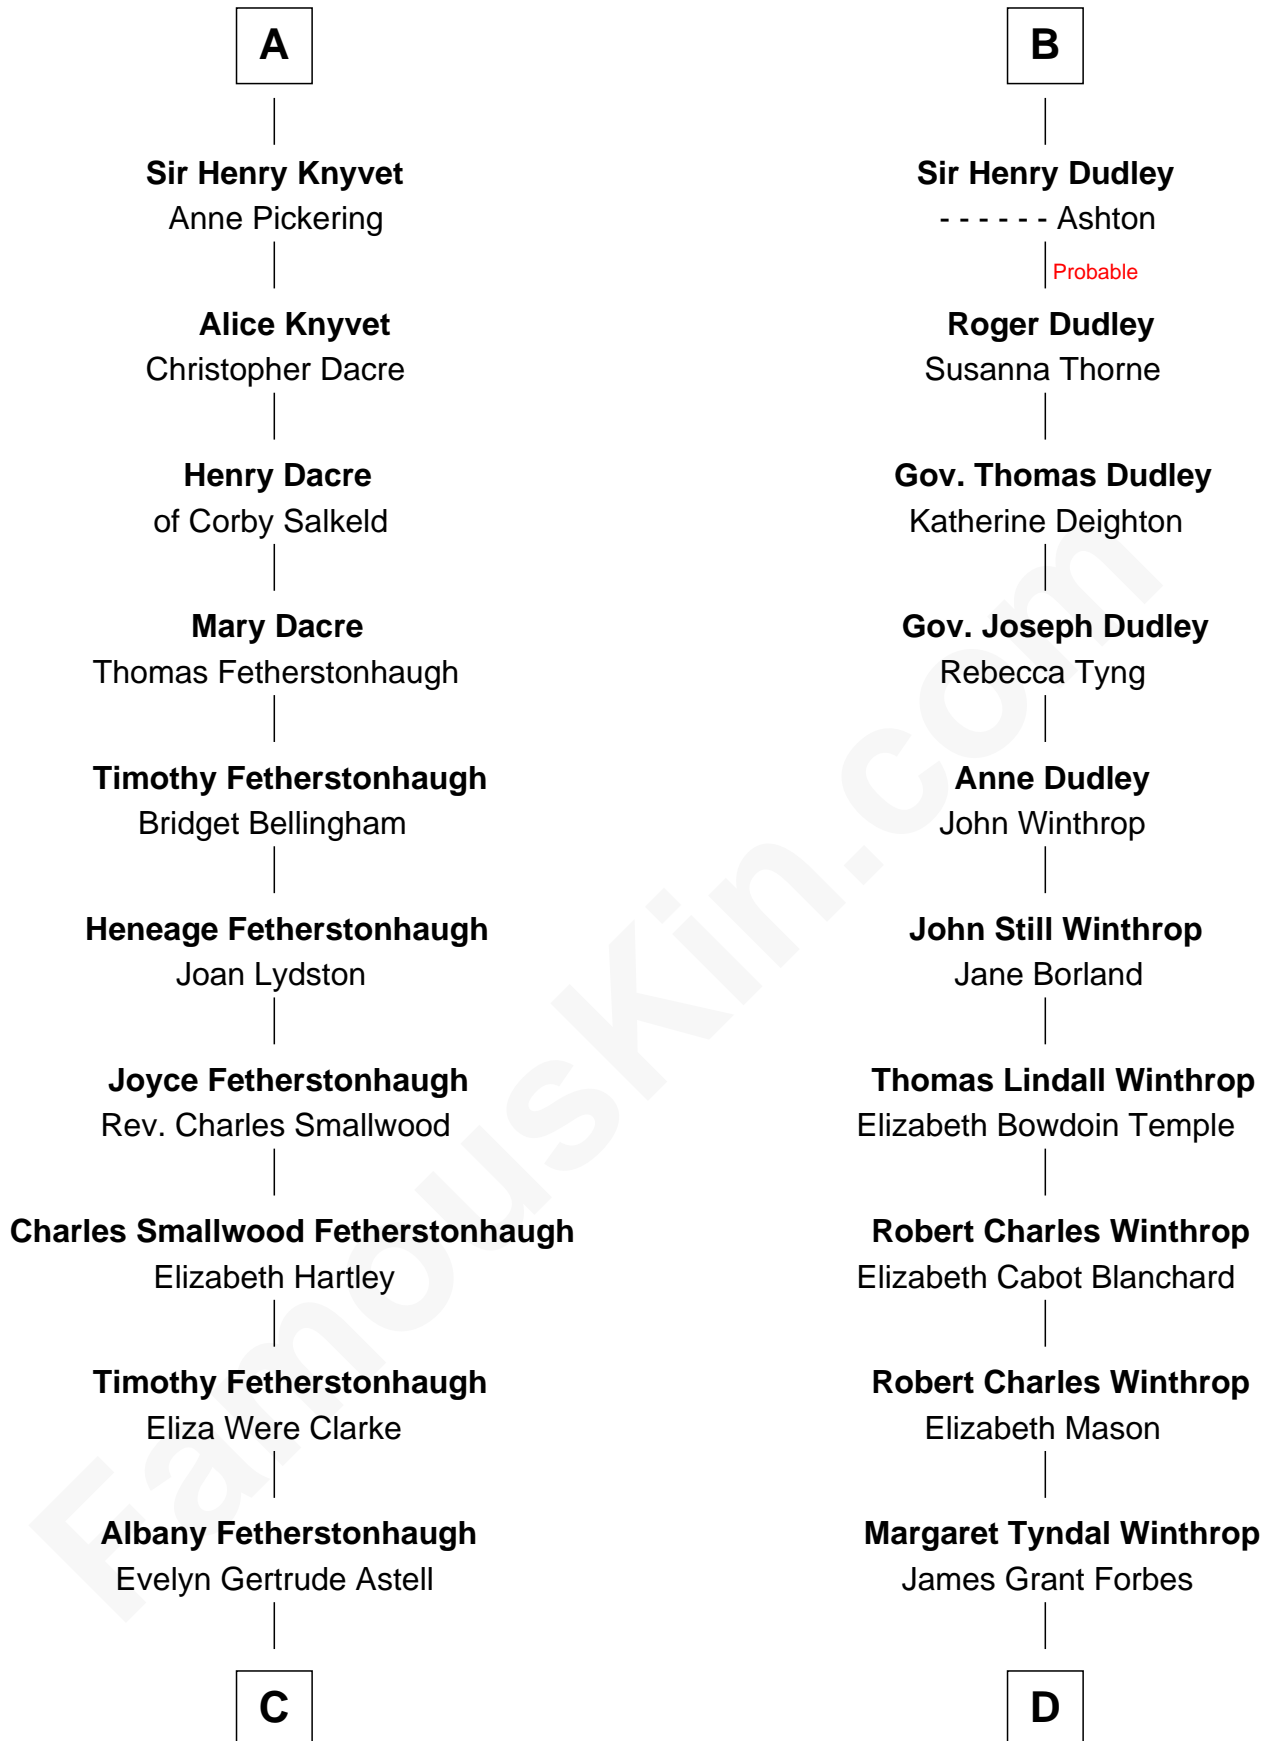 A
Sir Henry Knyvet
Anne Pickering
Alice Knyvet
Christopher Dacre
Henry Dacre
of Corby Salkeld
Mary Dacre
Thomas Fetherstonhaugh
Timothy Fetherstonhaugh
Bridget Bellingham
Heneage Fetherstonhaugh
Joan Lydston
Joyce Fetherstonhaugh
Rev. Charles Smallwood
Charles Smallwood Fetherstonhaugh
Elizabeth Hartley
Timothy Fetherstonhaugh
Eliza Were Clarke
Albany Fetherstonhaugh
Evelyn Gertrude Astell
C
B
Sir Henry Dudley
- - - - - - Ashton
Probable
Roger Dudley
Susanna Thorne
Gov. Thomas Dudley
Katherine Deighton
Gov. Joseph Dudley
Rebecca Tyng
Anne Dudley
John Winthrop
John Still Winthrop
Jane Borland
Thomas Lindall Winthrop
Elizabeth Bowdoin Temple
Robert Charles Winthrop
Elizabeth Cabot Blanchard
Robert Charles Winthrop
Elizabeth Mason
Margaret Tyndal Winthrop
James Grant Forbes
D
FamousKin.com